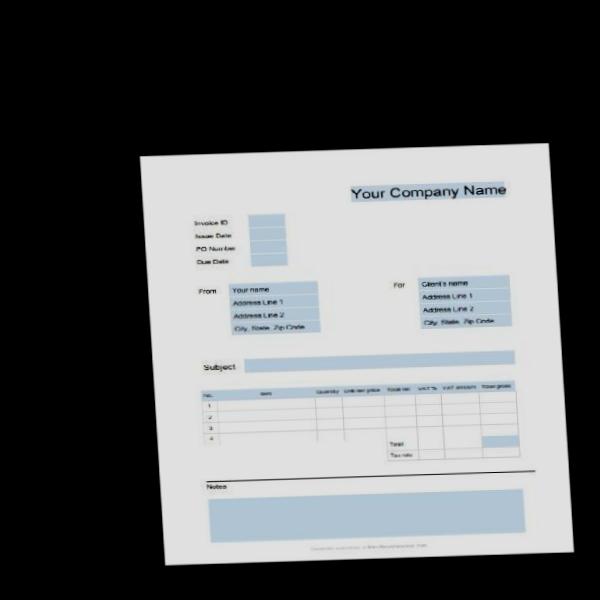 Your Company Name
Invoice ID
Issue Date
PO Number
Due Date
From
Your name
Address Line 1
Address Line 2
City, State, Zip Code
For
Client's name
Address Line 1
Address Line 2
City, State, Zip Code
Subject
No. Item Quantity Unit net price Total net VAT % VAT amount Total gross
1
2
3
4
Total
Tax rate
Notes